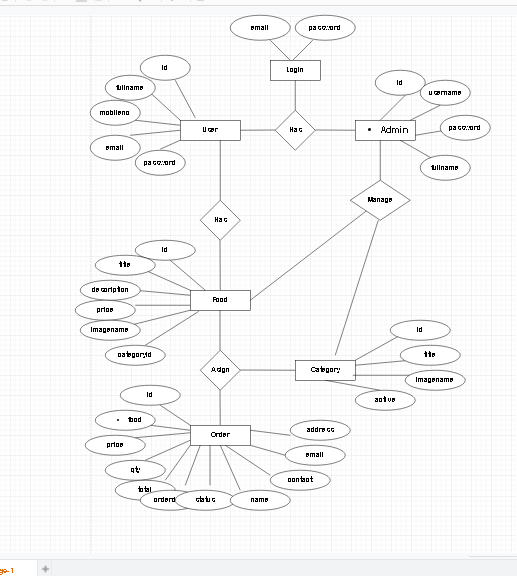 email
password
Login
id
fullname
mobileno
email
password
User
Has
• Admin
id
username
password
fullname
Has
Manage
id
title
description
price
imagename
categoryid
Food
Asign
Category
id
title
imagename
active
id
• food
price
qty
total
status
name
contact
email
address
Order